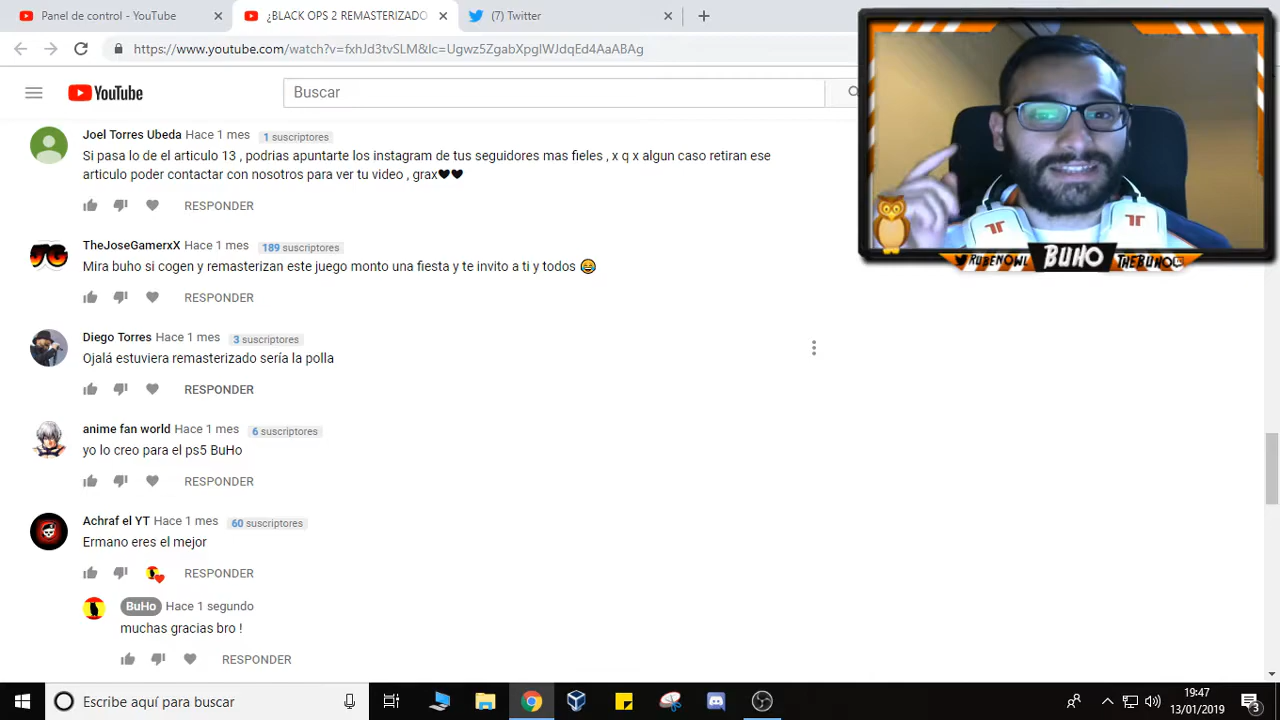 Panel de control - YouTube
¿BLACK OPS 2 REMASTERIZADO
(7) Twitter
https://www.youtube.com/watch?v=fxhJd3tvSLM&lc=Ugwz5ZgabXpgIWJdqEd4AaABAg
YouTube
Buscar
Joel Torres Ubeda Hace 1 mes 1 suscriptores
Si pasa lo de el articulo 13 , podrias apuntarte los instagram de tus seguidores mas fieles , x q x algun caso retiran ese
articulo poder contactar con nosotros para ver tu video , grax🖤🖤
RESPONDER
TheJoseGamerxX Hace 1 mes 189 suscriptores
Mira buho si cogen y remasterizan este juego monto una fiesta y te invito a ti y todos 😂
RESPONDER
Diego Torres Hace 1 mes 3 suscriptores
Ojalá estuviera remasterizado sería la polla
RESPONDER
anime fan world Hace 1 mes 6 suscriptores
yo lo creo para el ps5 BuHo
RESPONDER
Achraf el YT Hace 1 mes 60 suscriptores
Ermano eres el mejor
RESPONDER
BuHo Hace 1 segundo
muchas gracias bro !
RESPONDER
RUBENOWL BUHO THEBUHO
Escribe aquí para buscar
19:47
13/01/2019
3